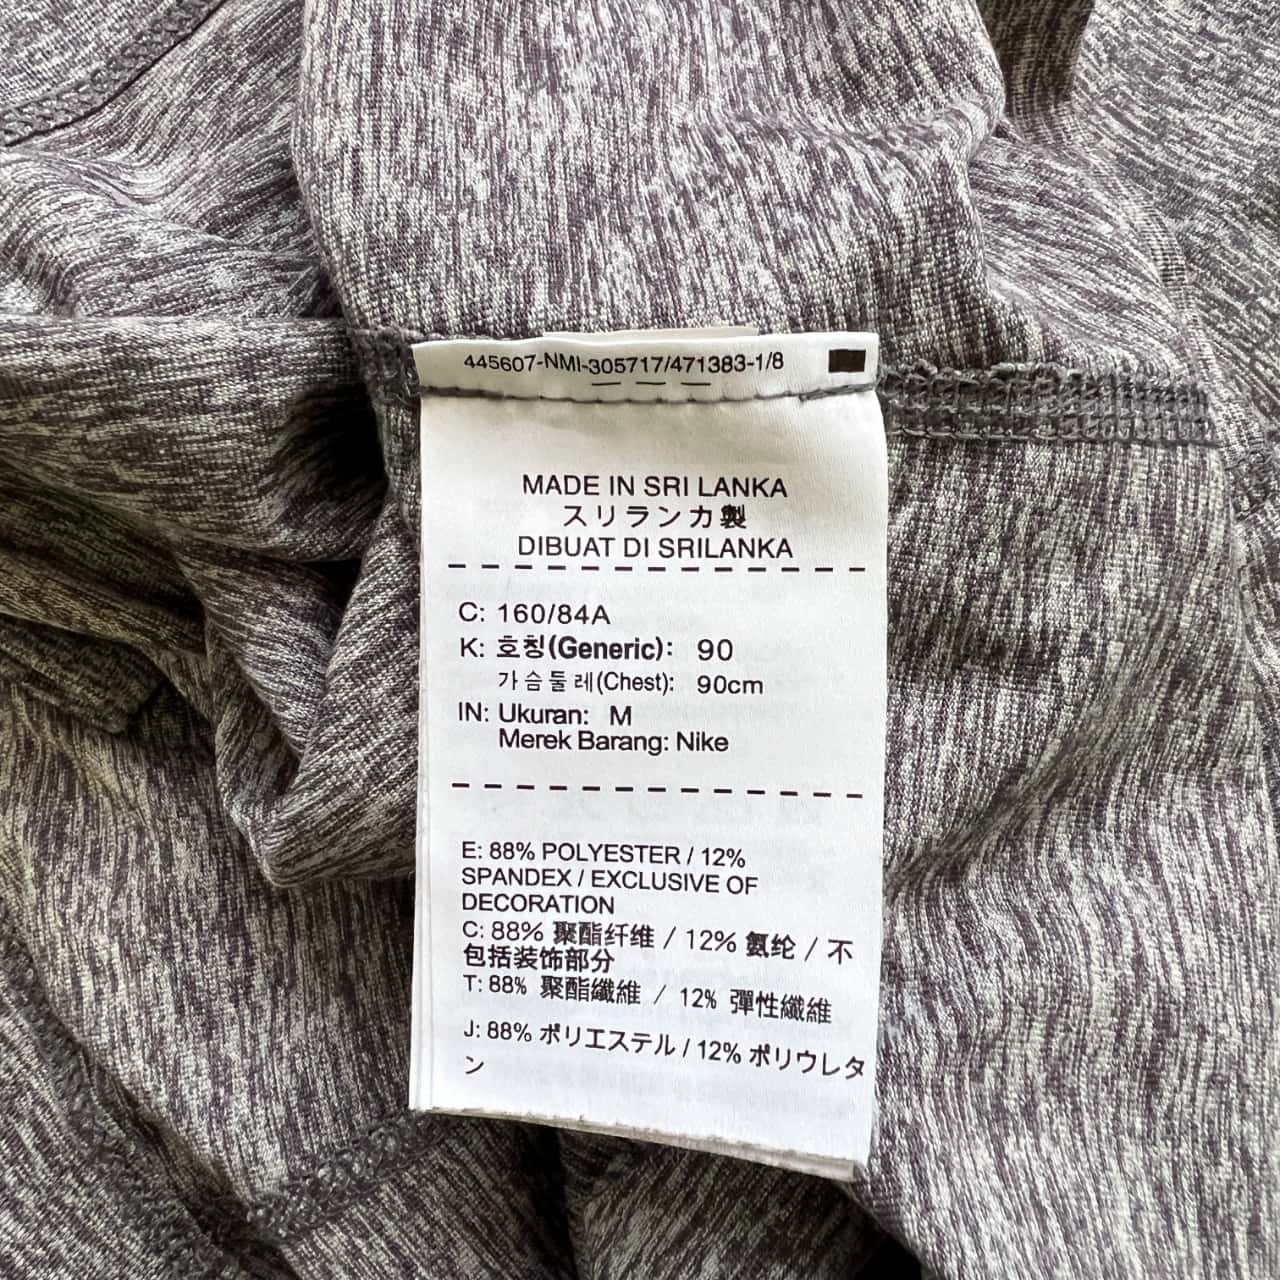 445607-NMI-305717/471383-1/8
MADE IN SRI LANKA
スリランカ製
DIBUAT DI SRILANKA
C: 160/84A
K: 호칭(Generic): 90
가슴둘레(Chest): 90cm
IN: Ukuran: M
Merek Barang: Nike
E: 88% POLYESTER / 12%
SPANDEX / EXCLUSIVE OF
DECORATION
C: 88% 聚酯纤维 / 12% 氨纶 / 不
包括装饰部分
T: 88% 聚酯纖維 / 12% 彈性纖維
J: 88% ポリエステル / 12% ポリウレタ
ン